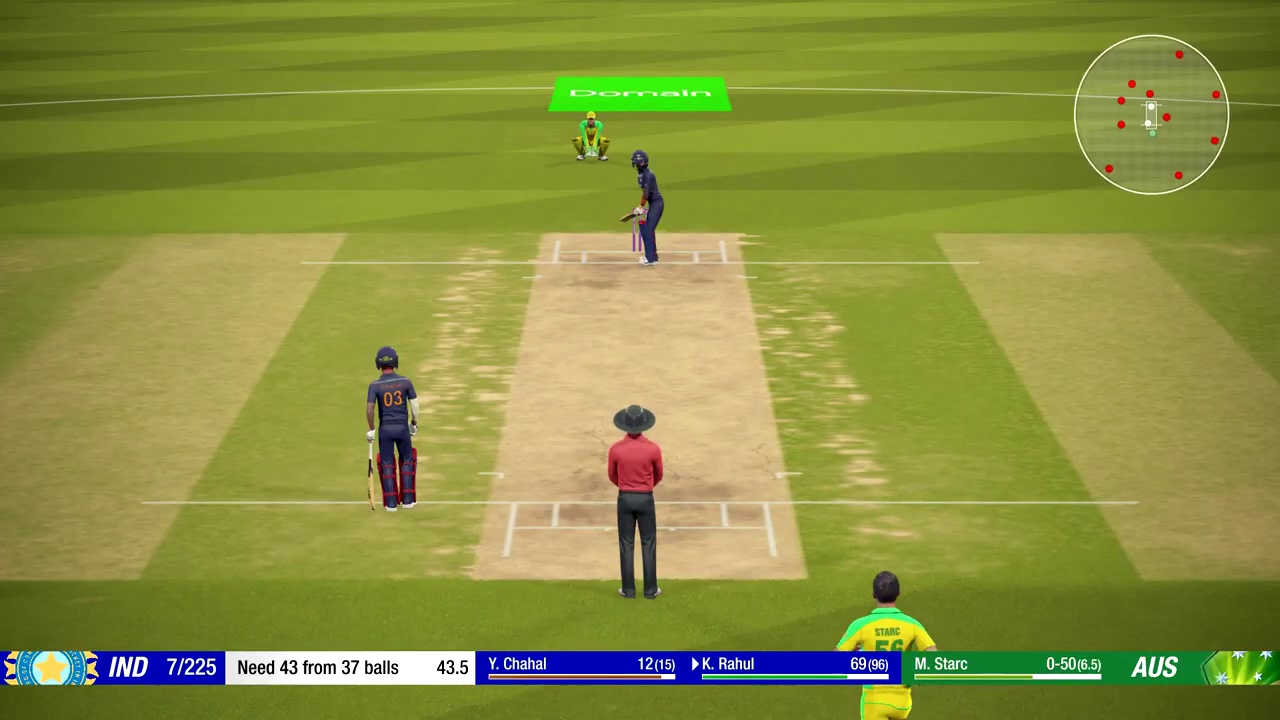 Domain
03
STARC
56
IND 7/225 Need 43 from 37 balls 43.5 Y. Chahal 12(15) K. Rahul 69(96) M. Starc 0-50(6.5) AUS